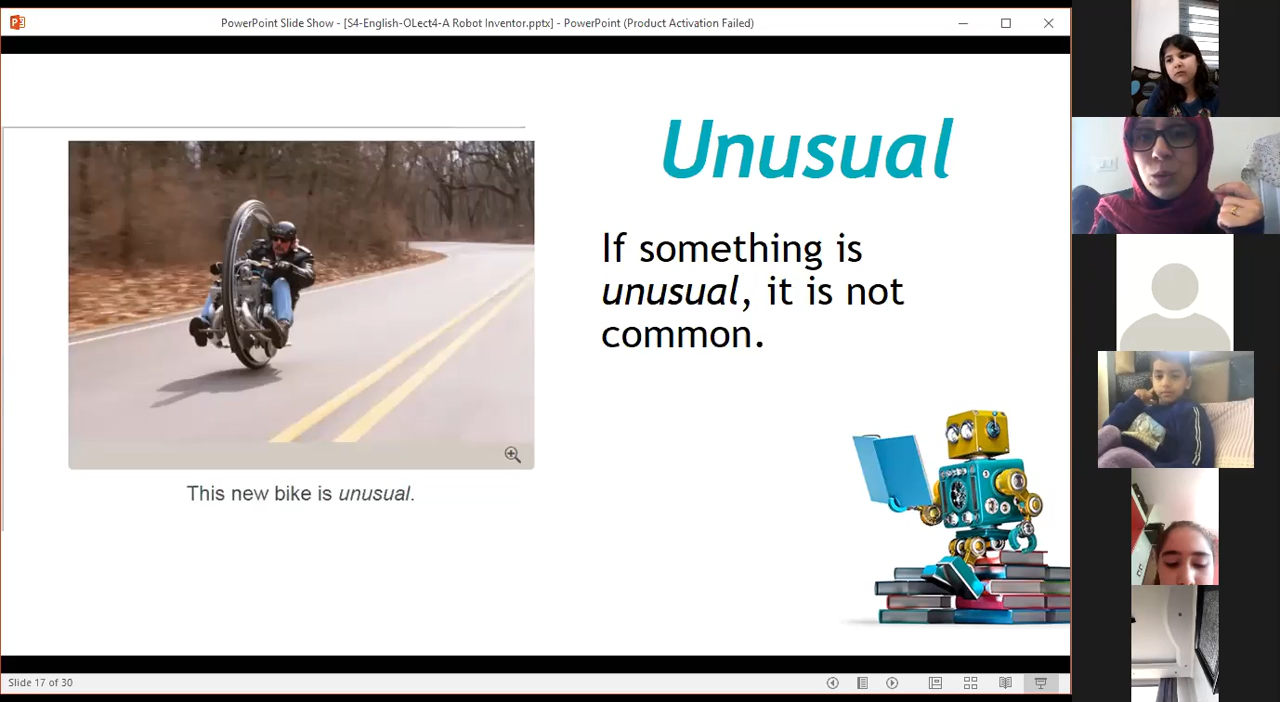 PowerPoint Slide Show - [S4-English-OLect4-A Robot Inventor.pptx] - PowerPoint (Product Activation Failed)
Unusual
If something is
unusual, it is not
common.
This new bike is unusual.
Slide 17 of 30